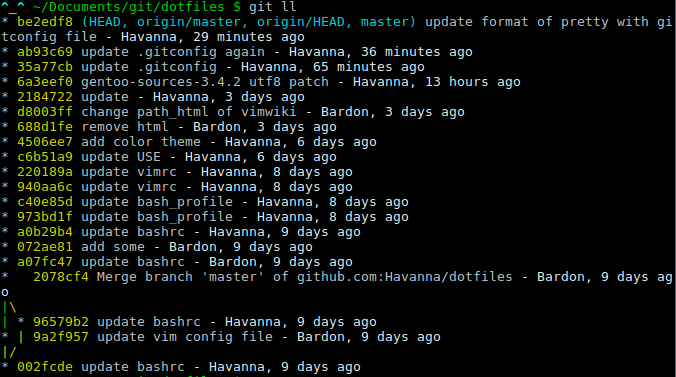 ^_^ ~/Documents/git/dotfiles $ git ll
* be2edf8 (HEAD, origin/master, origin/HEAD, master) update format of pretty with gi
tconfig file - Havanna, 29 minutes ago
* ab93c69 update .gitconfig again - Havanna, 36 minutes ago
* 35a77cb update .gitconfig - Havanna, 65 minutes ago
* 6a3eef0 gentoo-sources-3.4.2 utf8 patch - Havanna, 13 hours ago
* 2184722 update - Havanna, 3 days ago
* d8003ff change path_html of vimwiki - Bardon, 3 days ago
* 688d1fe remove html - Bardon, 3 days ago
* 4506ee7 add color theme - Havanna, 6 days ago
* c6b51a9 update USE - Havanna, 6 days ago
* 220189a update vimrc - Havanna, 8 days ago
* 940aa6c update vimrc - Havanna, 8 days ago
* c40e85d update bash_profile - Havanna, 8 days ago
* 973bd1f update bash_profile - Havanna, 8 days ago
* a0b29b4 update bashrc - Havanna, 9 days ago
* 072ae81 add some - Bardon, 9 days ago
* a07fc47 update bashrc - Bardon, 9 days ago
*   2078cf4 Merge branch 'master' of github.com:Havanna/dotfiles - Bardon, 9 days ag
o
|\
| * 96579b2 update bashrc - Havanna, 9 days ago
* | 9a2f957 update vim config file - Bardon, 9 days ago
|/
* 002fcde update bashrc - Havanna, 9 days ago